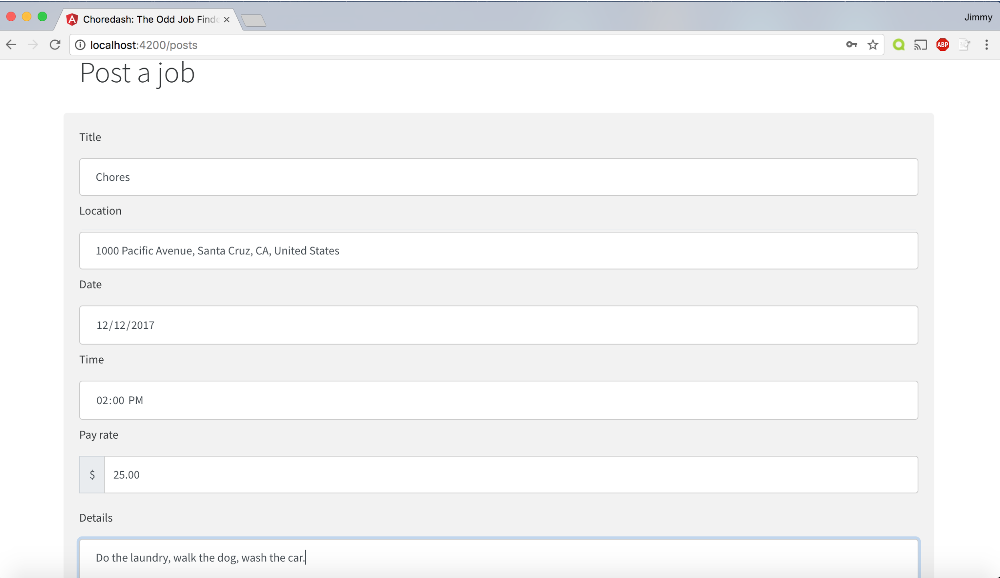 Choredash: The Odd Job Finde
Jimmy
localhost:4200/posts
ABP
Post a job
Title
Chores
Location
1000 Pacific Avenue, Santa Cruz, CA, United States
Date
12/12/2017
Time
02:00 PM
Pay rate
$ 25.00
Details
Do the laundry, walk the dog, wash the car.